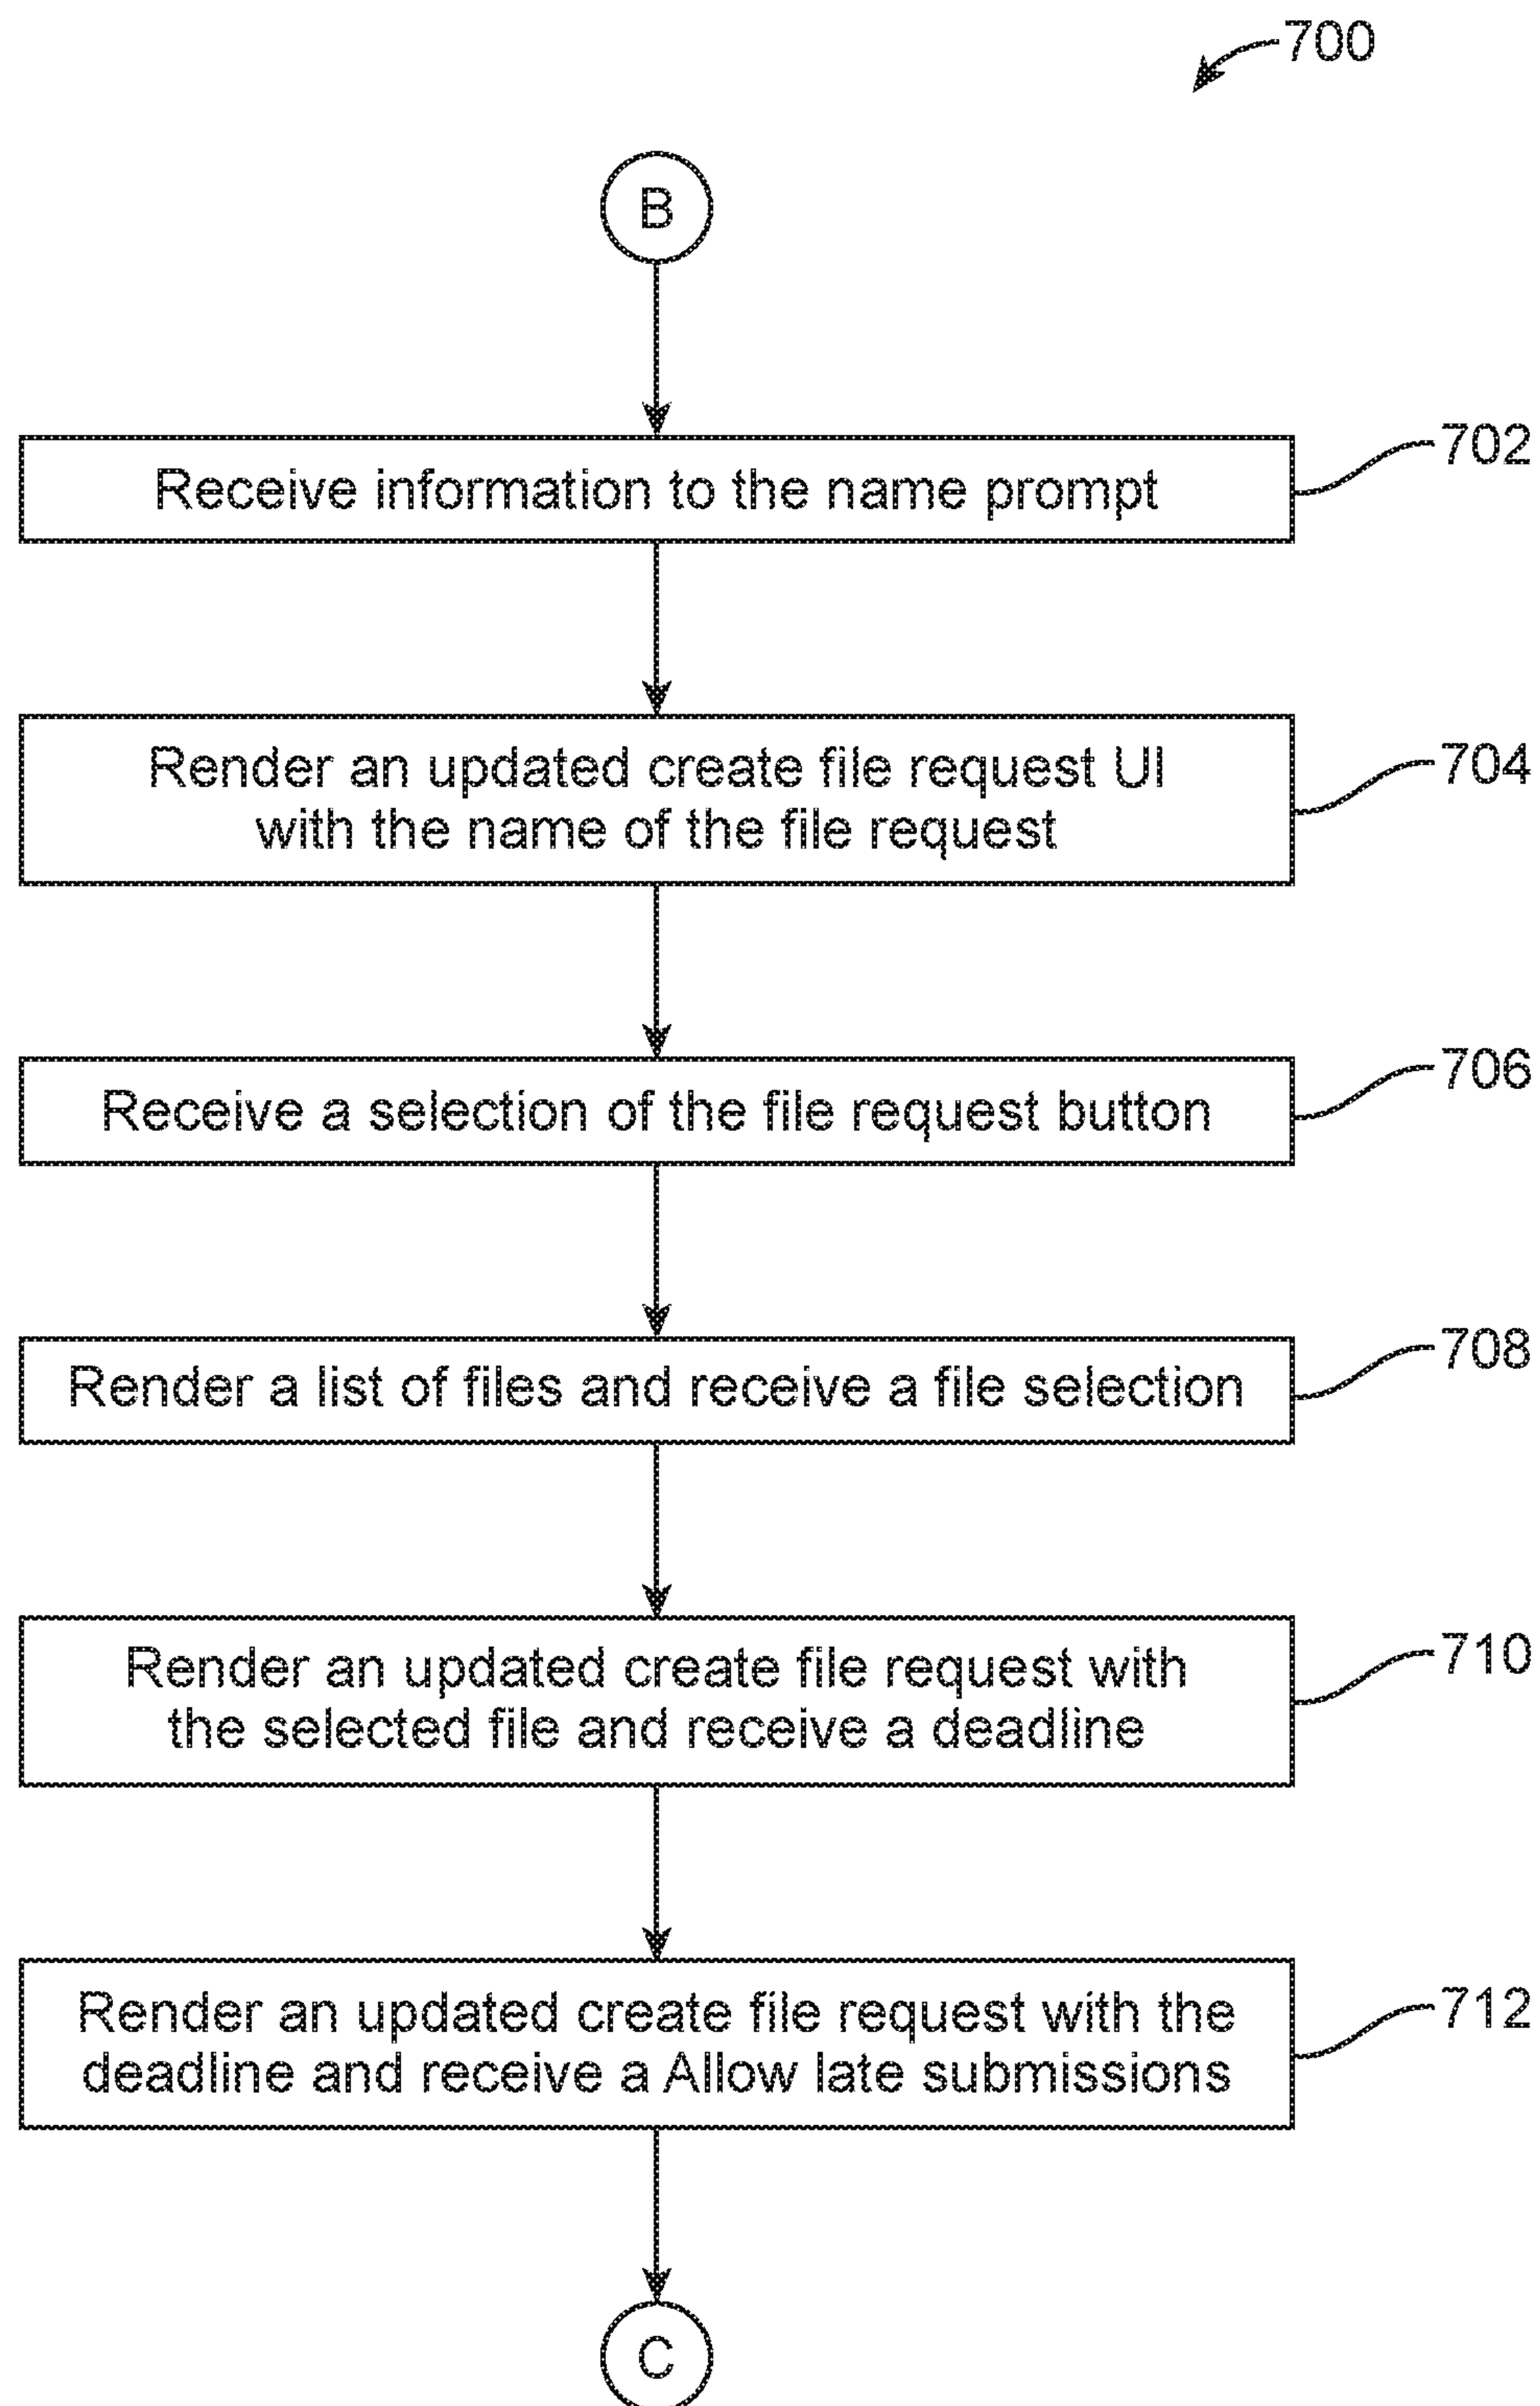 700
B
Receive information to the name prompt
702
Render an updated create file request UI
with the name of the file request
704
Receive a selection of the file request button
706
Render a list of files and receive a file selection
708
Render an updated create file request with
the selected file and receive a deadline
710
Render an updated create file request with the
deadline and receive a Allow late submissions
712
C